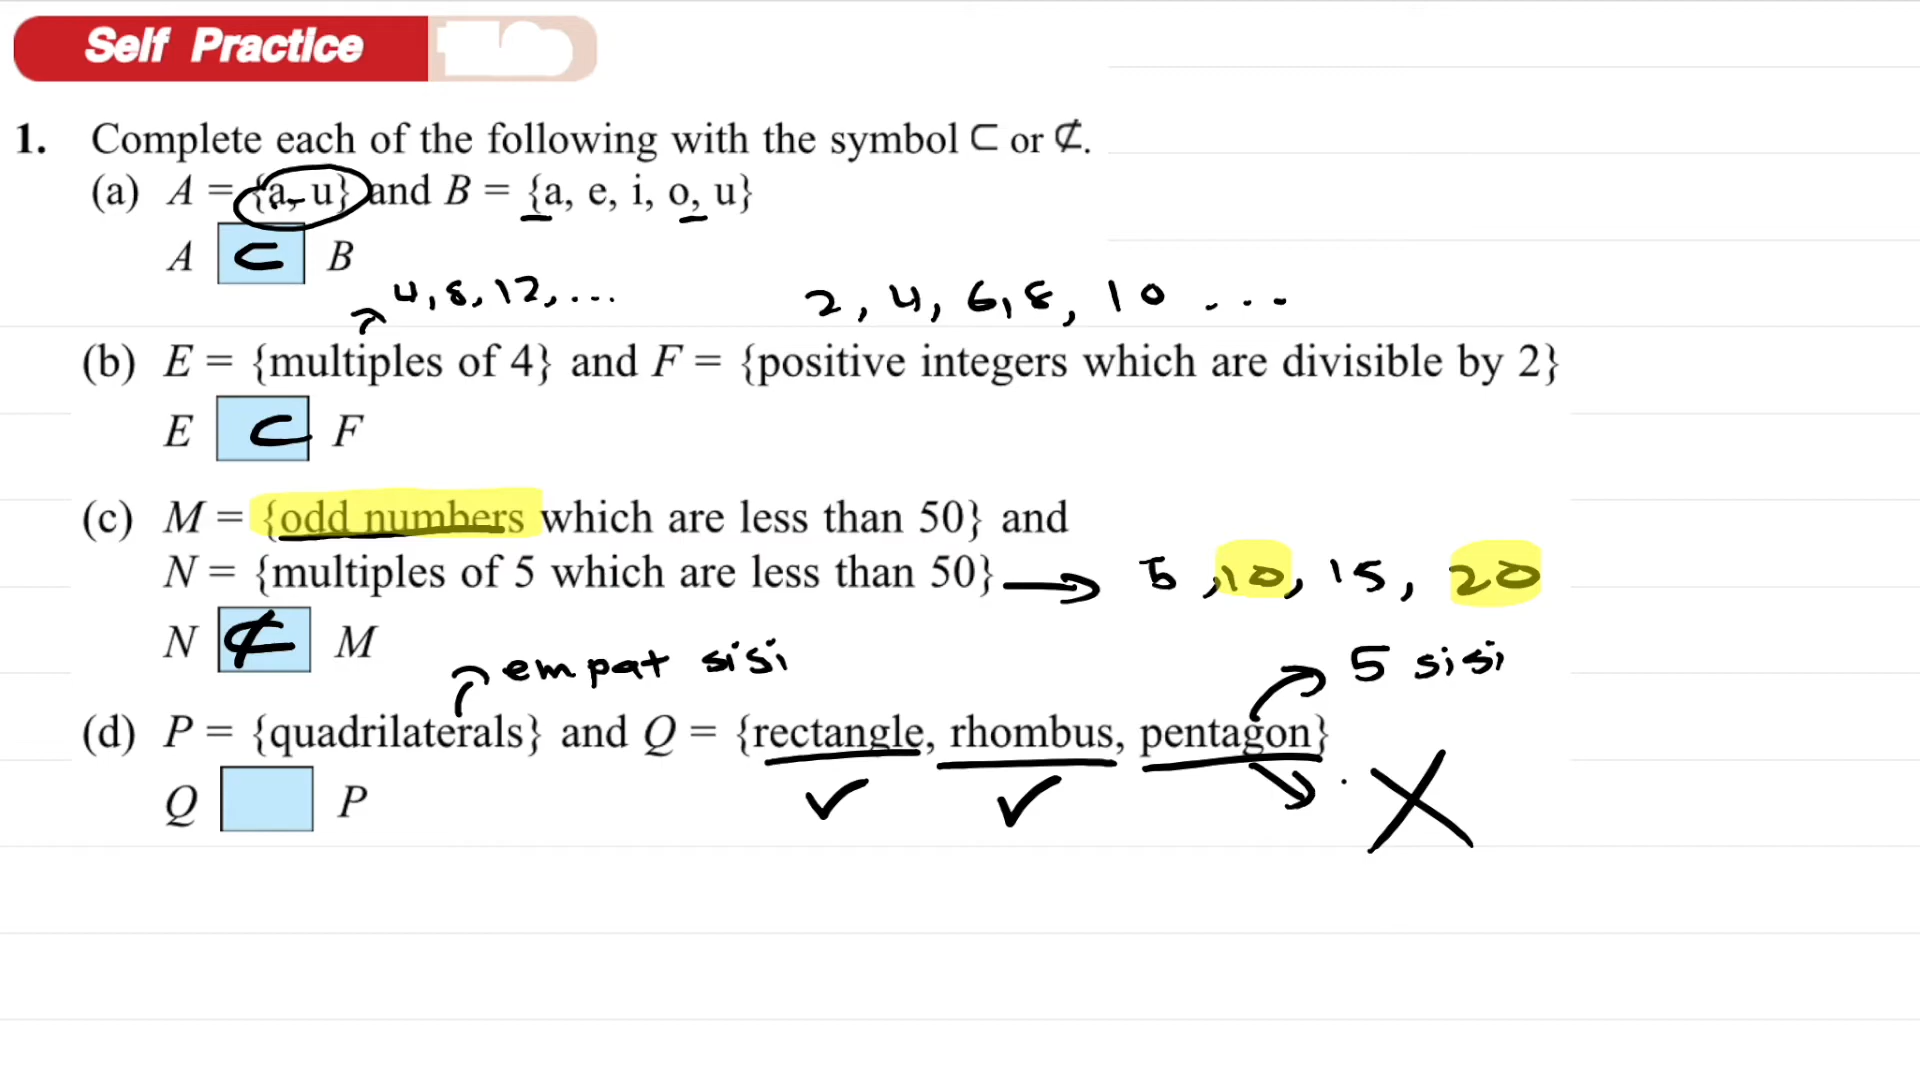 Self Practice
1. Complete each of the following with the symbol ⊂ or ⊄.
(a) A = {a, u} and B = {a, e, i, o, u}
A ⊂ B
4, 8, 12, ... 2, 4, 6, 8, 10 ...
(b) E = {multiples of 4} and F = {positive integers which are divisible by 2}
E ⊂ F
(c) M = {odd numbers which are less than 50} and
N = {multiples of 5 which are less than 50} → 5, 10, 15, 20
N ⊄ M
empat sisi 5 sisi
(d) P = {quadrilaterals} and Q = {rectangle, rhombus, pentagon}
Q P